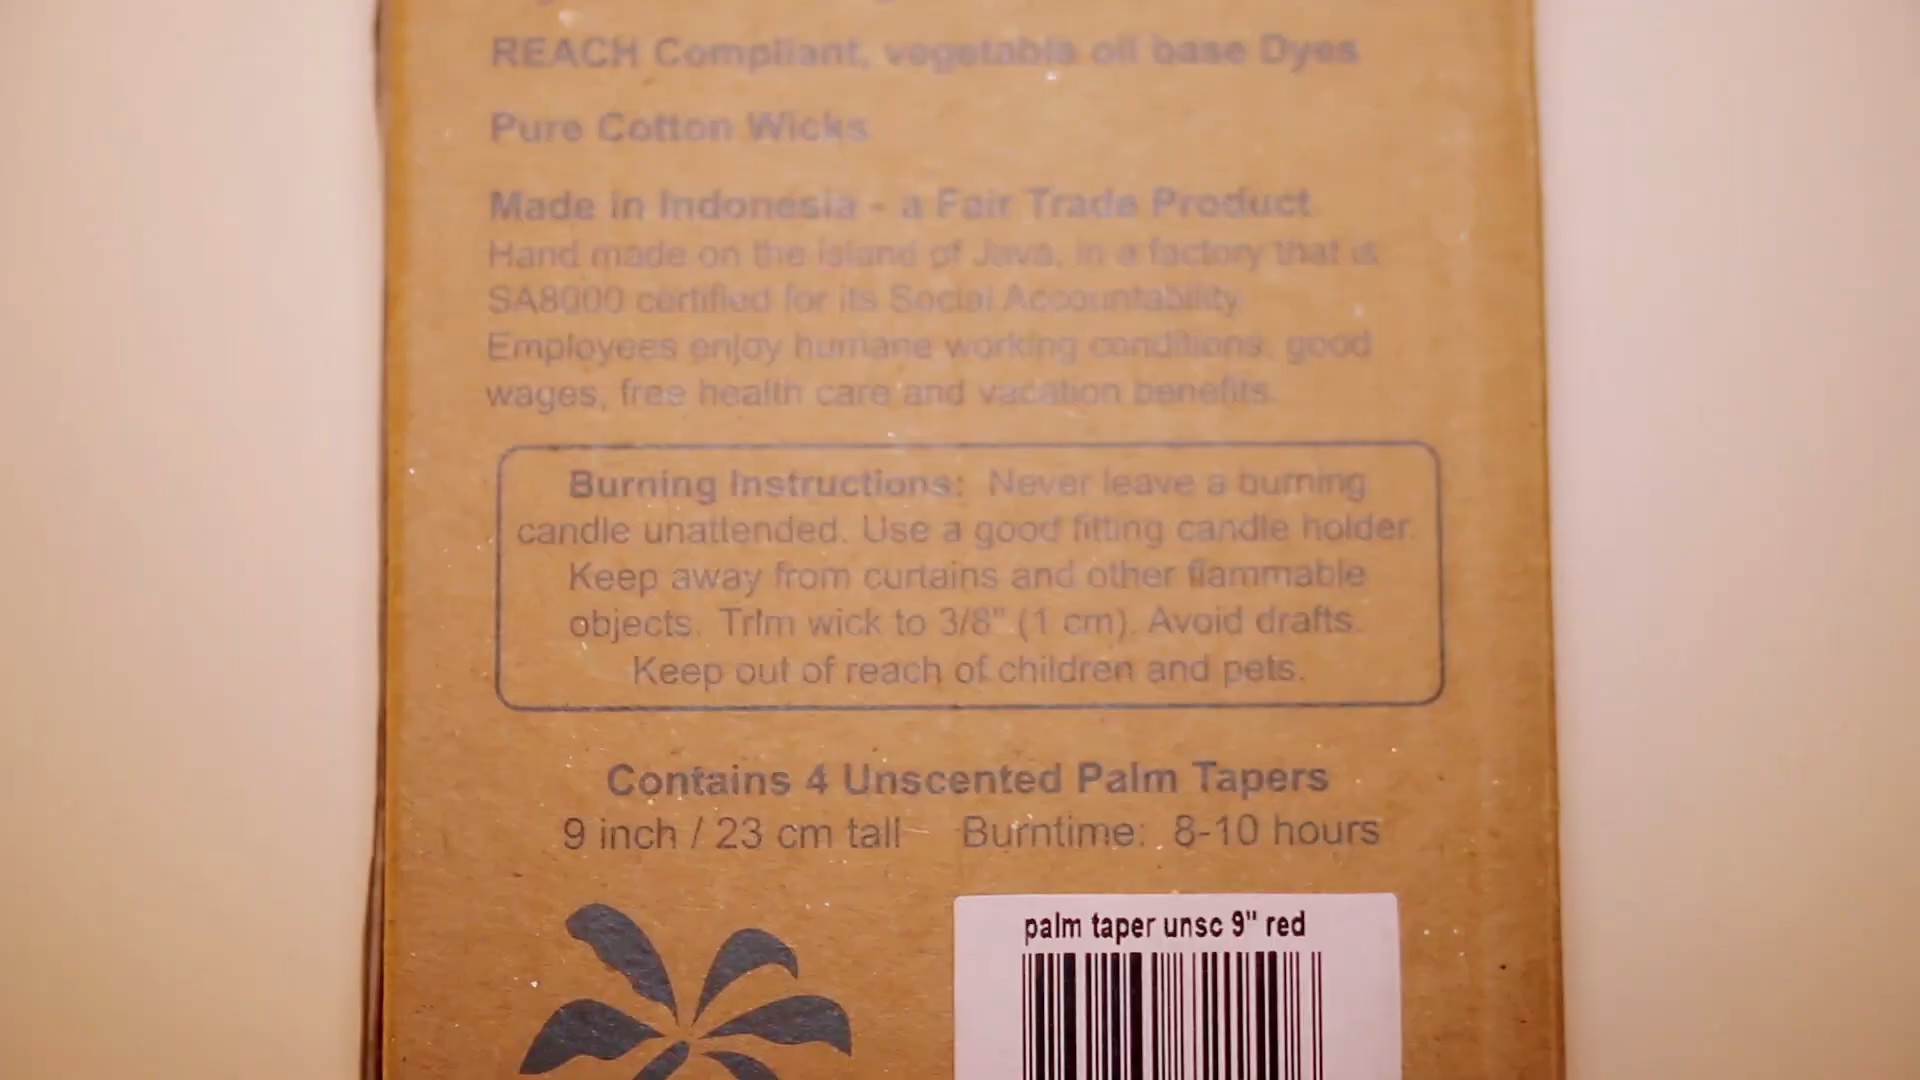 REACH Compliant, vegetable oil base Dyes
Pure Cotton Wicks
Made in Indonesia - a Fair Trade Product
Hand made on the island of Java, in a factory that is
SA8000 certified for its Social Accountability
Employees enjoy humane working conditions, good
wages, free health care and vacation benefits.
Burning Instructions: Never leave a burning
candle unattended. Use a good fitting candle holder.
Keep away from curtains and other flammable
objects. Trim wick to 3/8" (1 cm). Avoid drafts.
Keep out of reach of children and pets.
Contains 4 Unscented Palm Tapers
9 inch / 23 cm tall Burntime: 8-10 hours
palm taper unsc 9" red